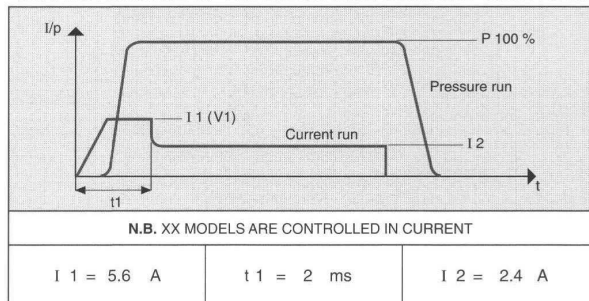 I/p
P 100 %
Pressure run
I 1 (V1)
Current run
I 2
t1
t
N.B. XX MODELS ARE CONTROLLED IN CURRENT
I 1 = 5.6 A
t 1 = 2 ms
I 2 = 2.4 A